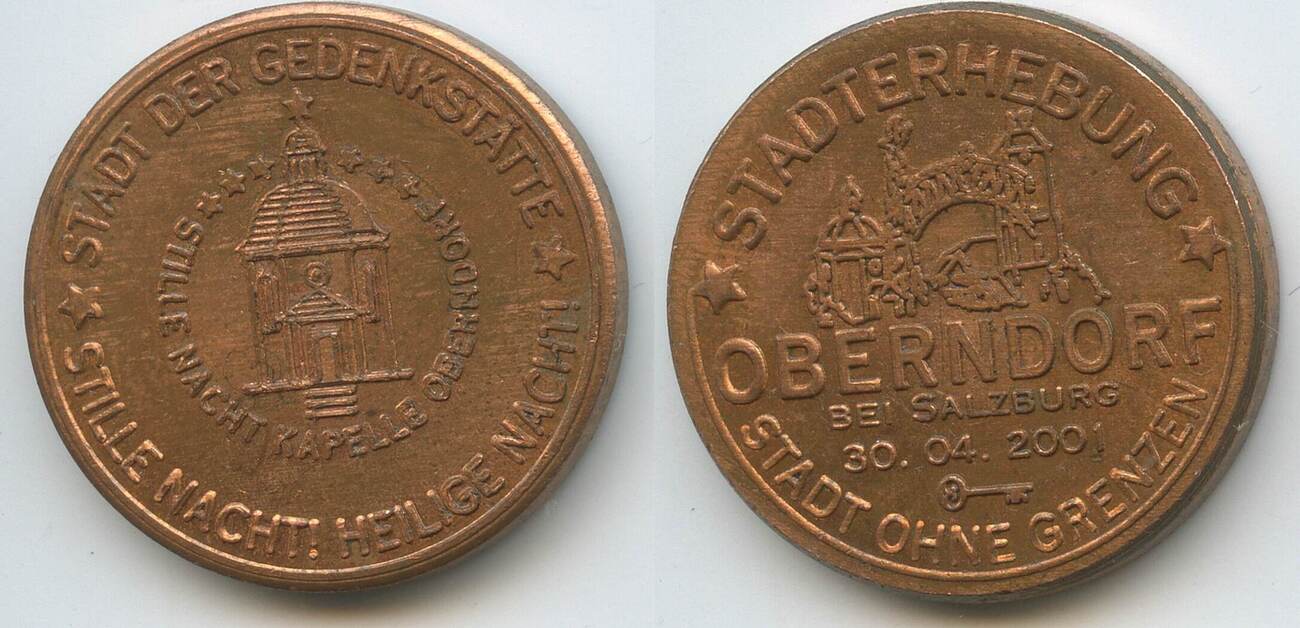 STADT DER GEDENKSTÄTTE
STILLE NACHT! HEILIGE NACHT!
STILLE NACHT KAPELLE OBERNDORF
STADTERHEBUNG
OBERNDORF
BEI SALZBURG
30. 04. 2001
STADT OHNE GRENZEN